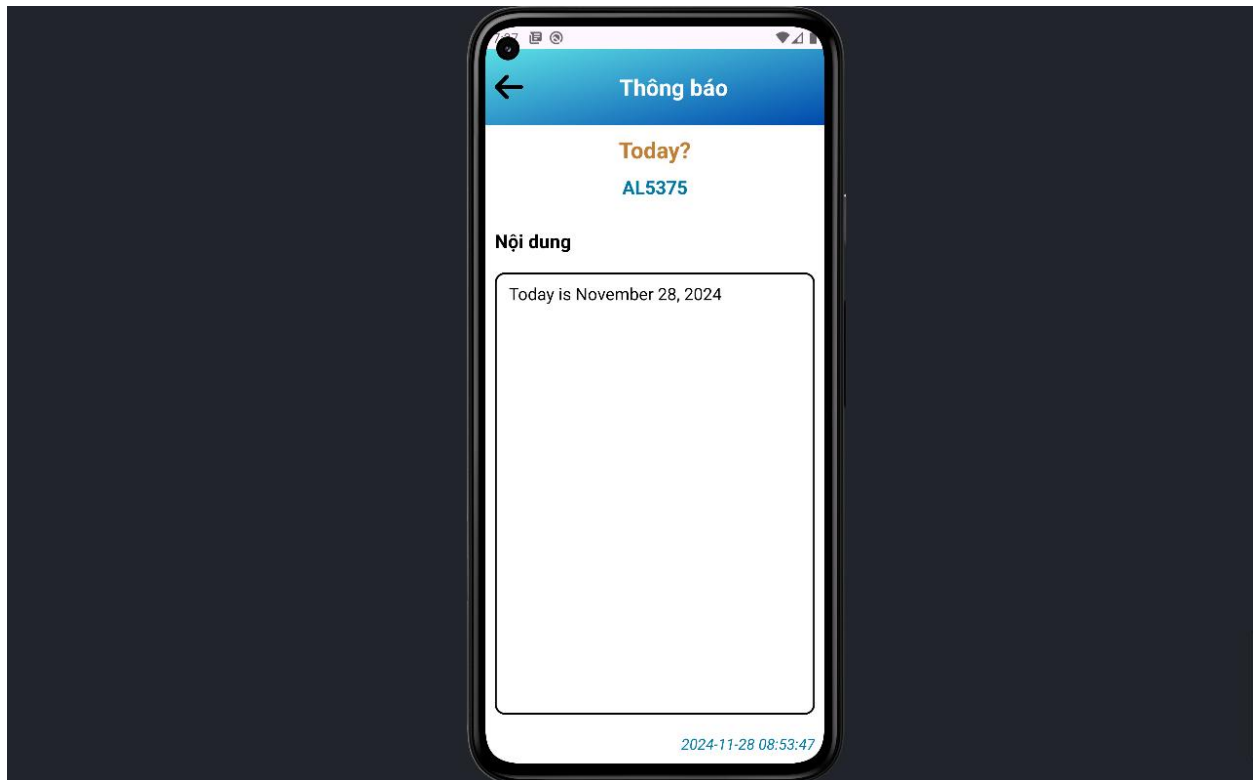 Thông báo
Today?
AL5375
Nội dung
Today is November 28, 2024
2024-11-28 08:53:47